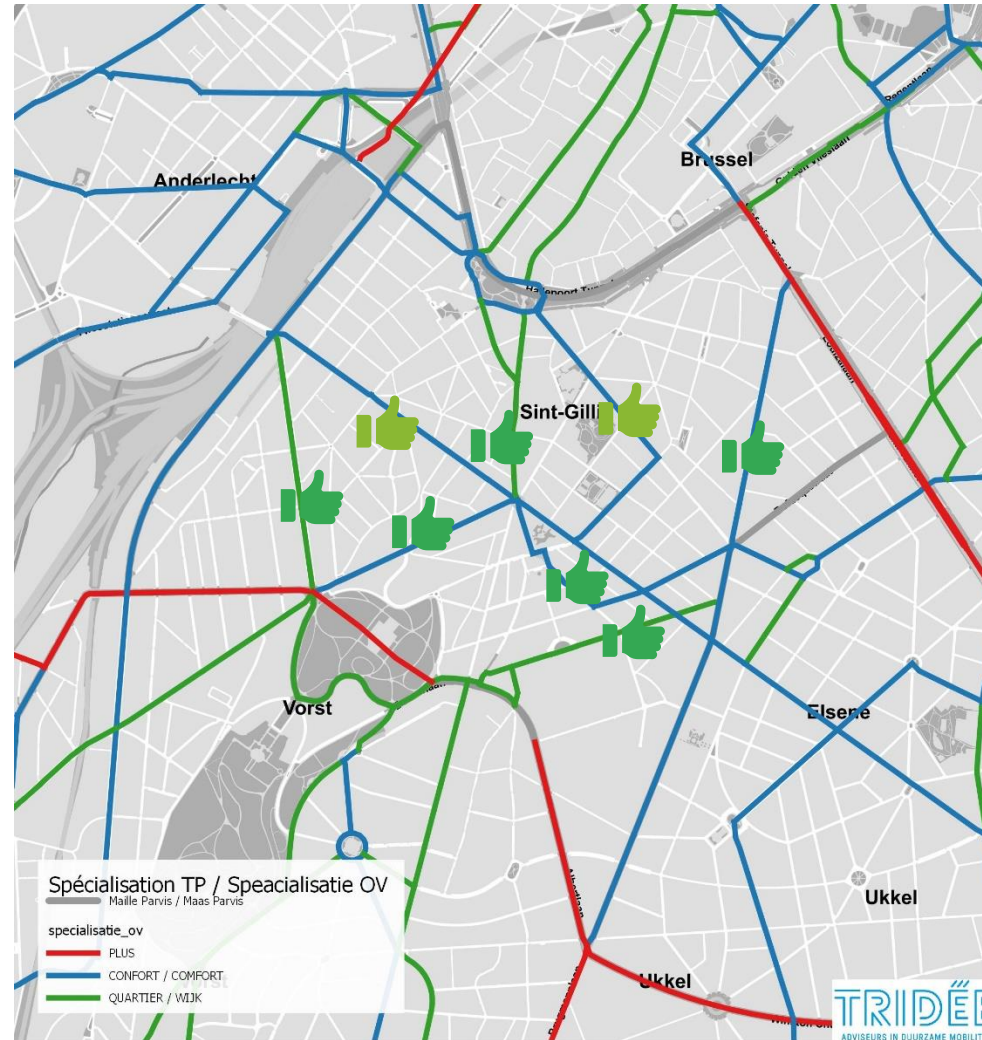 Brussel
Anderlecht
Sint-Gilli
Vorst
Elsene
Ukkel
Ukkel
Spécialisation TP / Speacialisatie OV
Maille Parvis / Maas Parvis
specialisatie_ov
PLUS
CONFORT / COMFORT
QUARTIER / WIJK
TRIDËE
ADVISEURS IN DUURZAME MOBILIT